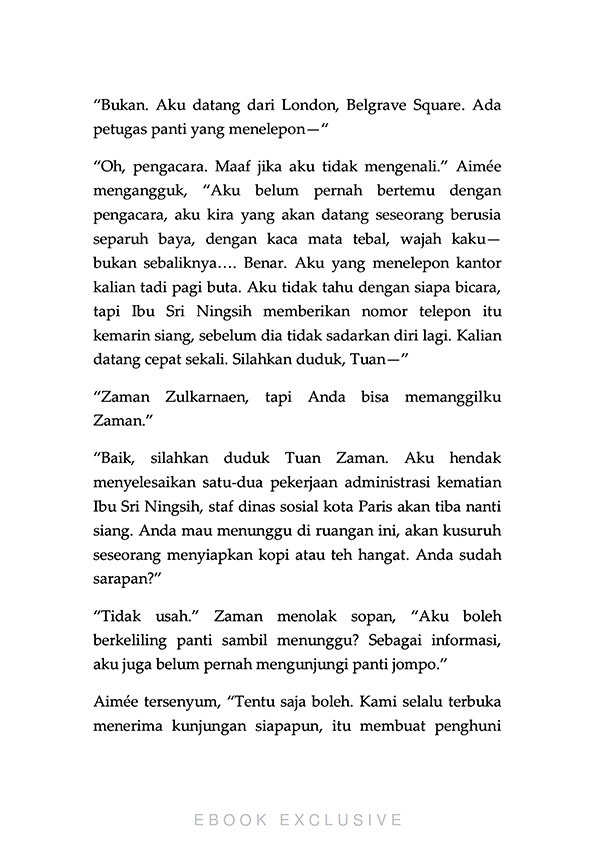 “Bukan. Aku datang dari London, Belgrave Square. Ada
petugas panti yang menelepon—“
“Oh, pengacara. Maaf jika aku tidak mengenali.” Aimée
mengangguk, “Aku belum pernah bertemu dengan
pengacara, aku kira yang akan datang seseorang berusia
separuh baya, dengan kaca mata tebal, wajah kaku—
bukan sebaliknya…. Benar. Aku yang menelepon kantor
kalian tadi pagi buta. Aku tidak tahu dengan siapa bicara,
tapi Ibu Sri Ningsih memberikan nomor telepon itu
kemarin siang, sebelum dia tidak sadarkan diri lagi. Kalian
datang cepat sekali. Silahkan duduk, Tuan—”
“Zaman Zulkarnaen, tapi Anda bisa memanggilku
Zaman.”
“Baik, silahkan duduk Tuan Zaman. Aku hendak
menyelesaikan satu-dua pekerjaan administrasi kematian
Ibu Sri Ningsih, staf dinas sosial kota Paris akan tiba nanti
siang. Anda mau menunggu di ruangan ini, akan kusuruh
seseorang menyiapkan kopi atau teh hangat. Anda sudah
sarapan?”
“Tidak usah.” Zaman menolak sopan, “Aku boleh
berkeliling panti sambil menunggu? Sebagai informasi,
aku juga belum pernah mengunjungi panti jompo.”
Aimée tersenyum, “Tentu saja boleh. Kami selalu terbuka
menerima kunjungan siapapun, itu membuat penghuni
EBOOK EXCLUSIVE